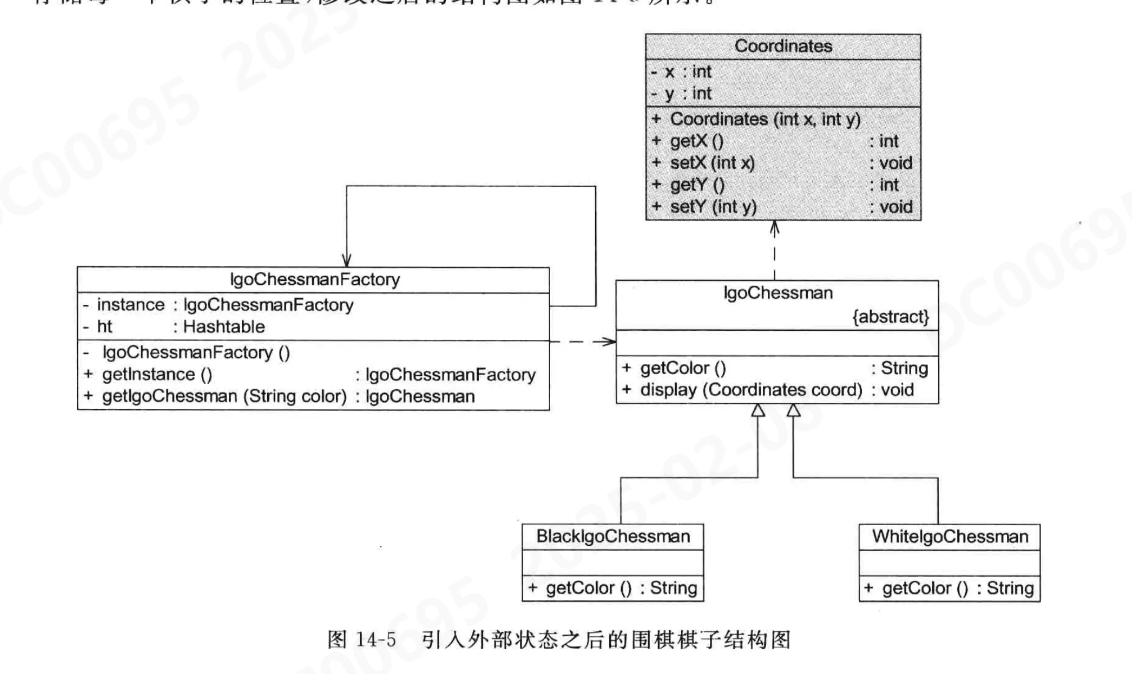 Coordinates
- x : int
- y : int
+ Coordinates (int x, int y)
+ getX () : int
+ setX (int x) : void
+ getY () : int
+ setY (int y) : void
IgoChessmanFactory
- instance : IgoChessmanFactory
- ht : Hashtable
- IgoChessmanFactory ()
+ getInstance () : IgoChessmanFactory
+ getIgoChessman (String color) : IgoChessman
IgoChessman
{abstract}
+ getColor () : String
+ display (Coordinates coord) : void
BlackIgoChessman
+ getColor () : String
WhiteIgoChessman
+ getColor () : String
图 14-5 引入外部状态之后的围棋棋子结构图